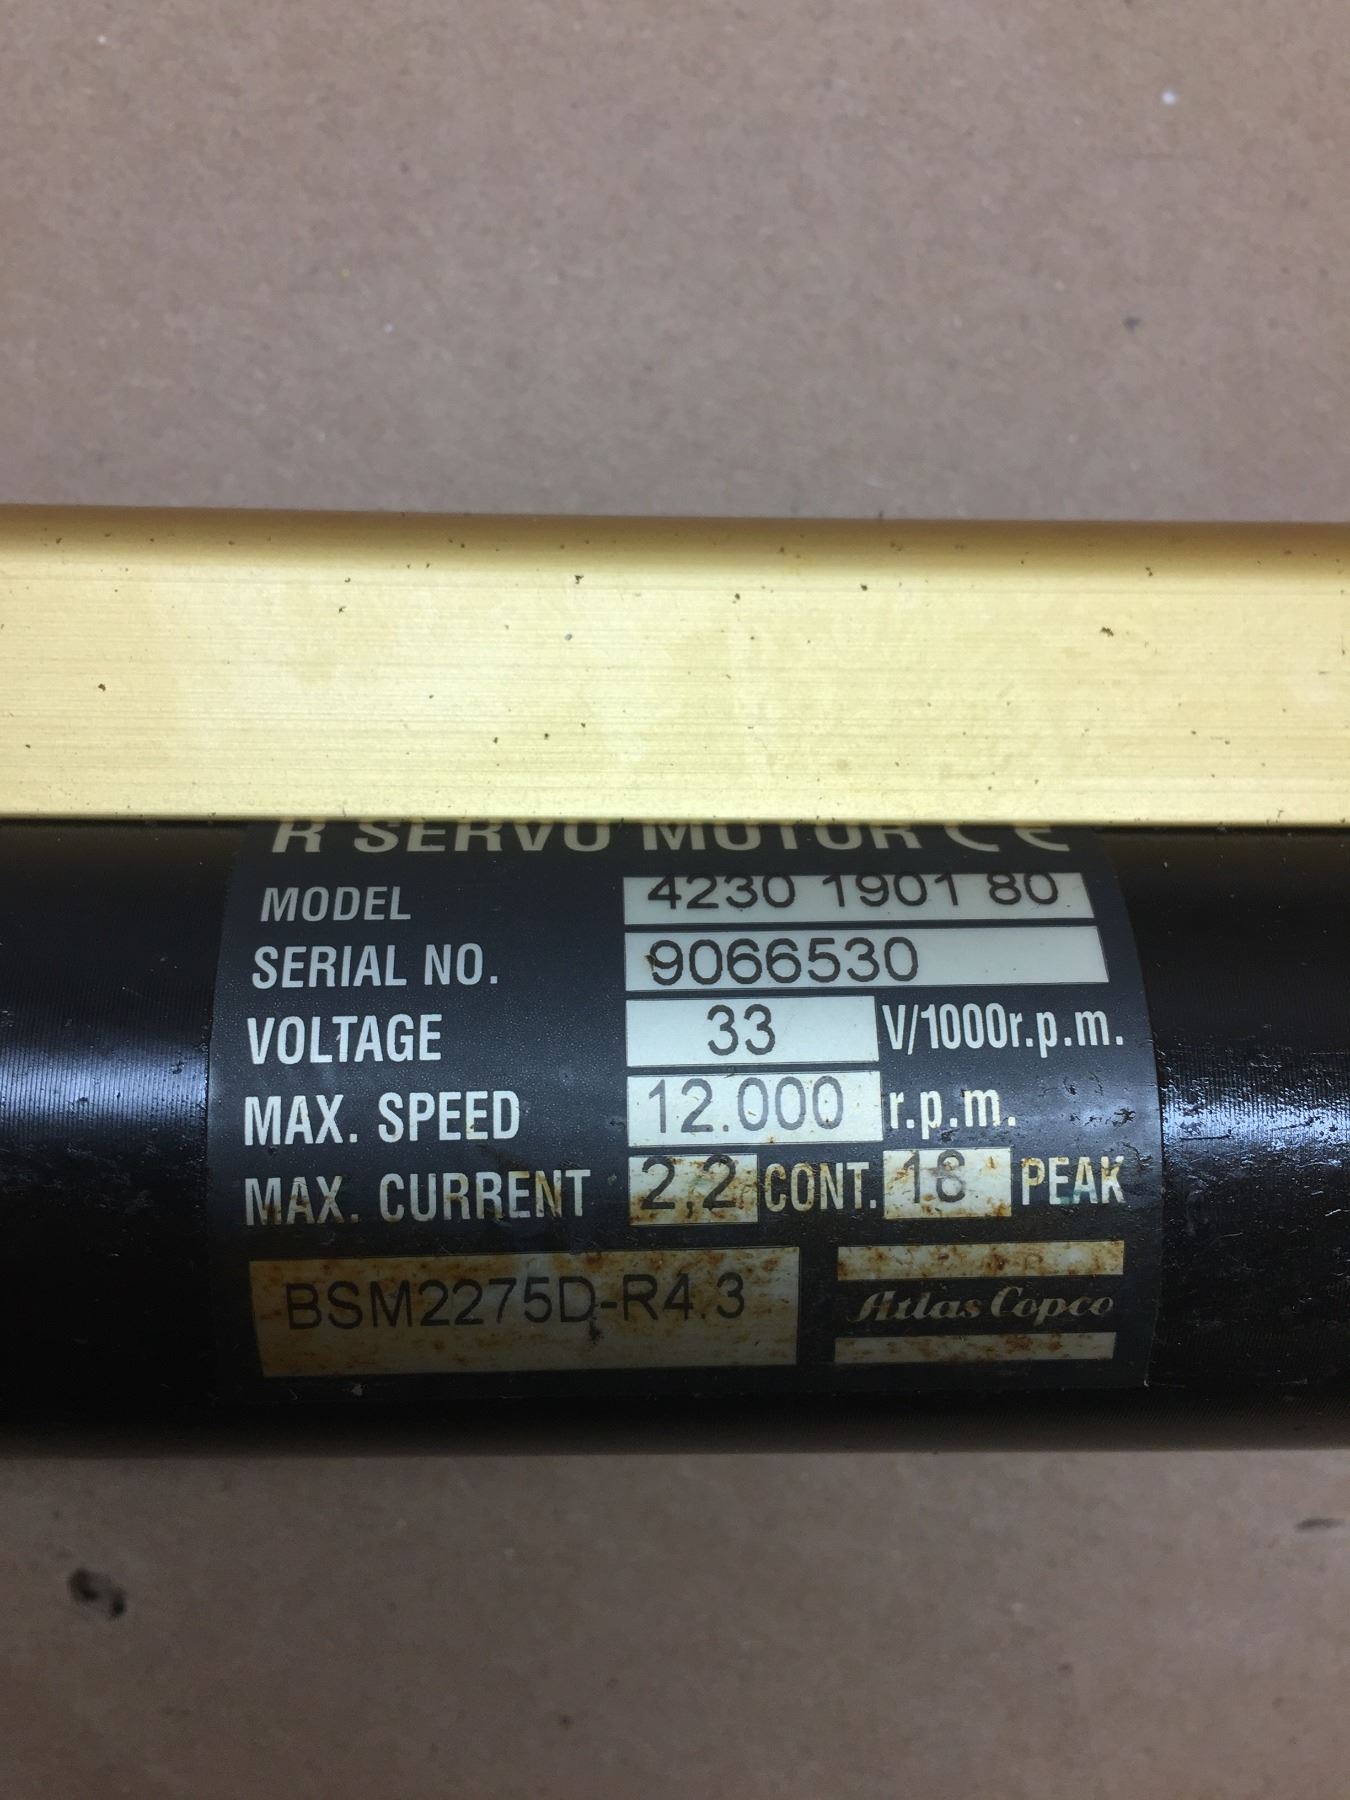 R SERVO MOTOR CE
MODEL 4230 1901 80
SERIAL NO. 9066530
VOLTAGE 33 V/1000r.p.m.
MAX. SPEED 12.000 r.p.m.
MAX. CURRENT 2,2 CONT. 18 PEAK
BSM2275D-R4.3
Atlas Copco